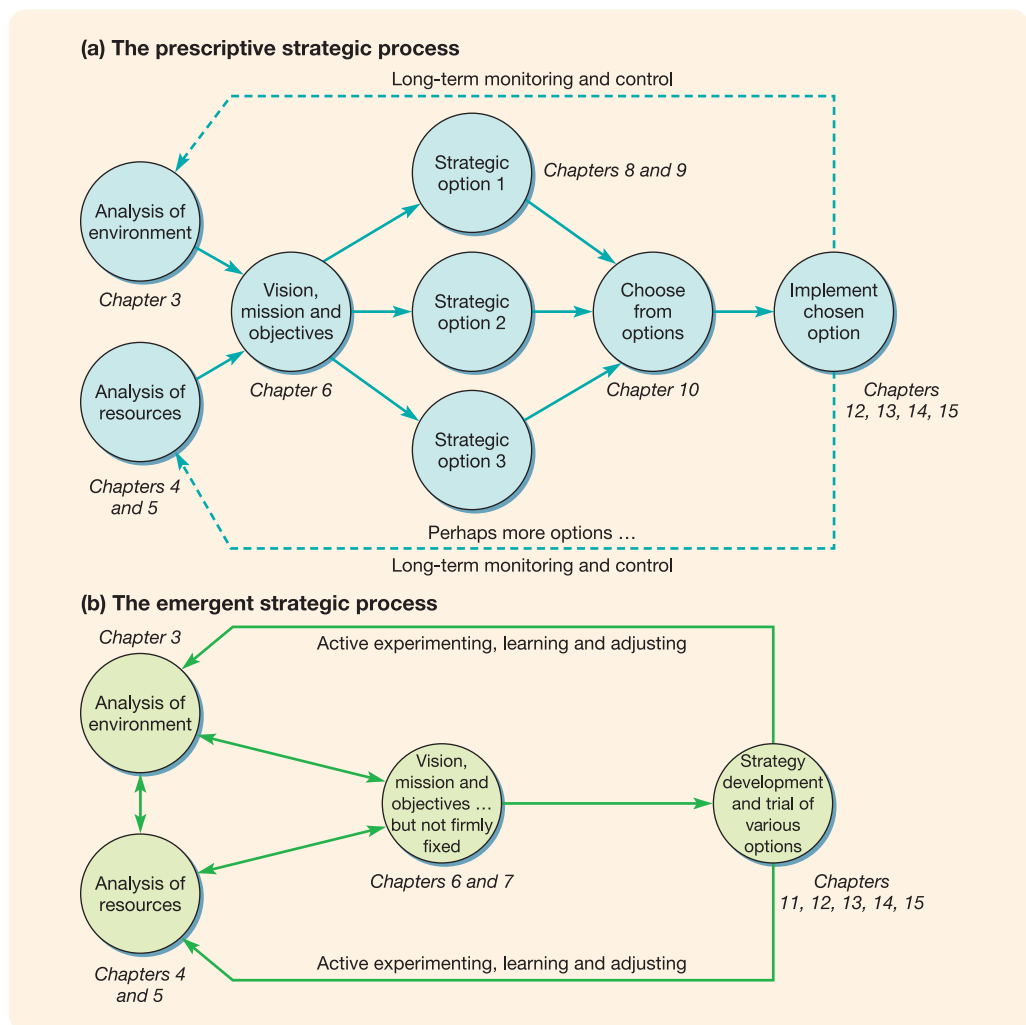 (a) The prescriptive strategic process
Long-term monitoring and control
Analysis of
environment
Chapter 3
Analysis of
resources
Chapters 4
and 5
Vision,
mission and
objectives
Chapter 6
Strategic
option 1
Chapters 8 and 9
Strategic
option 2
Strategic
option 3
Perhaps more options …
Choose
from
options
Chapter 10
Implement
chosen
option
Chapters
12, 13, 14, 15
Long-term monitoring and control
(b) The emergent strategic process
Chapter 3
Active experimenting, learning and adjusting
Analysis of
environment
Analysis of
resources
Chapters 4
and 5
Vision,
mission and
objectives …
but not firmly
fixed
Chapters 6 and 7
Strategy
development
and trial of
various
options
Chapters
11, 12, 13, 14, 15
Active experimenting, learning and adjusting